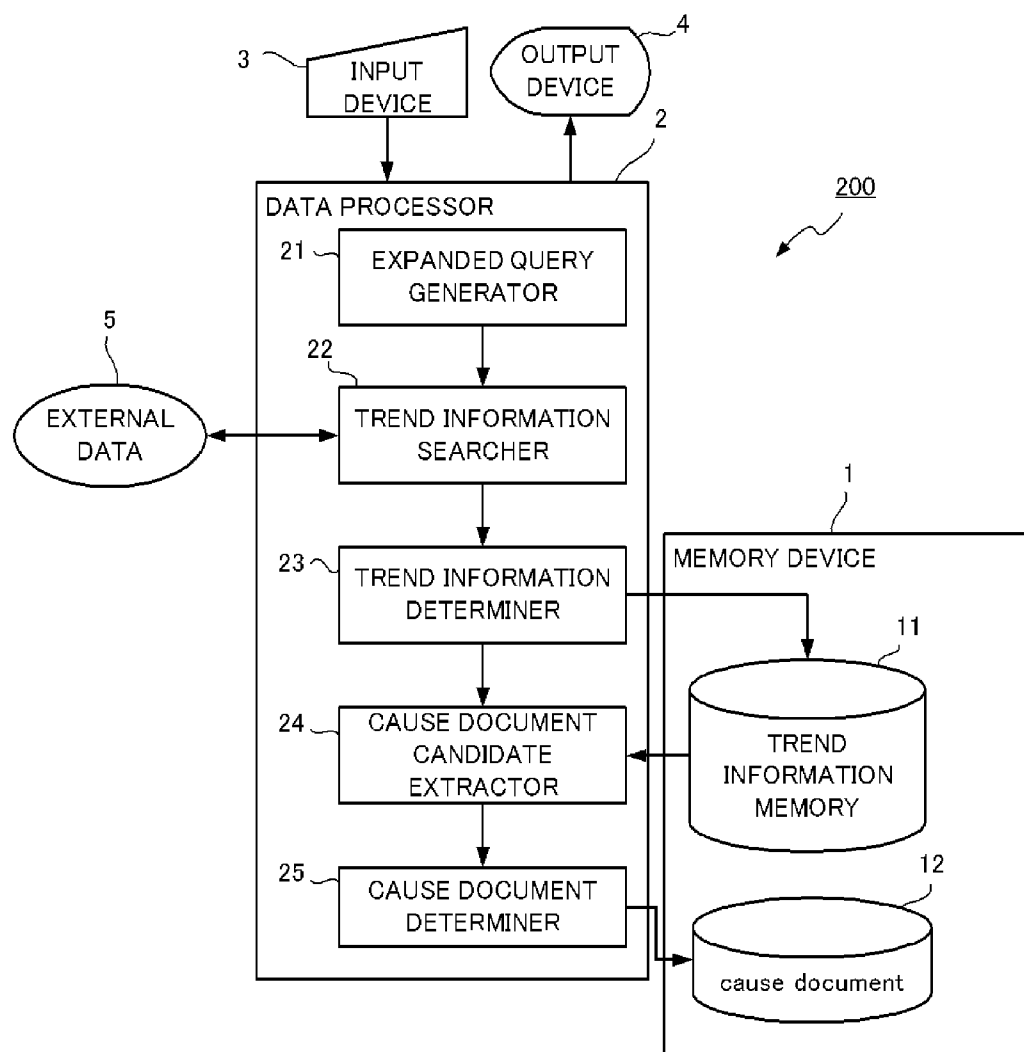 3
INPUT
DEVICE
4
OUTPUT
DEVICE
2
200
DATA PROCESSOR
21
EXPANDED QUERY
GENERATOR
5
EXTERNAL
DATA
22
TREND INFORMATION
SEARCHER
1
MEMORY DEVICE
23
TREND INFORMATION
DETERMINER
11
TREND
INFORMATION
MEMORY
24
CAUSE DOCUMENT
CANDIDATE
EXTRACTOR
25
CAUSE DOCUMENT
DETERMINER
12
cause document